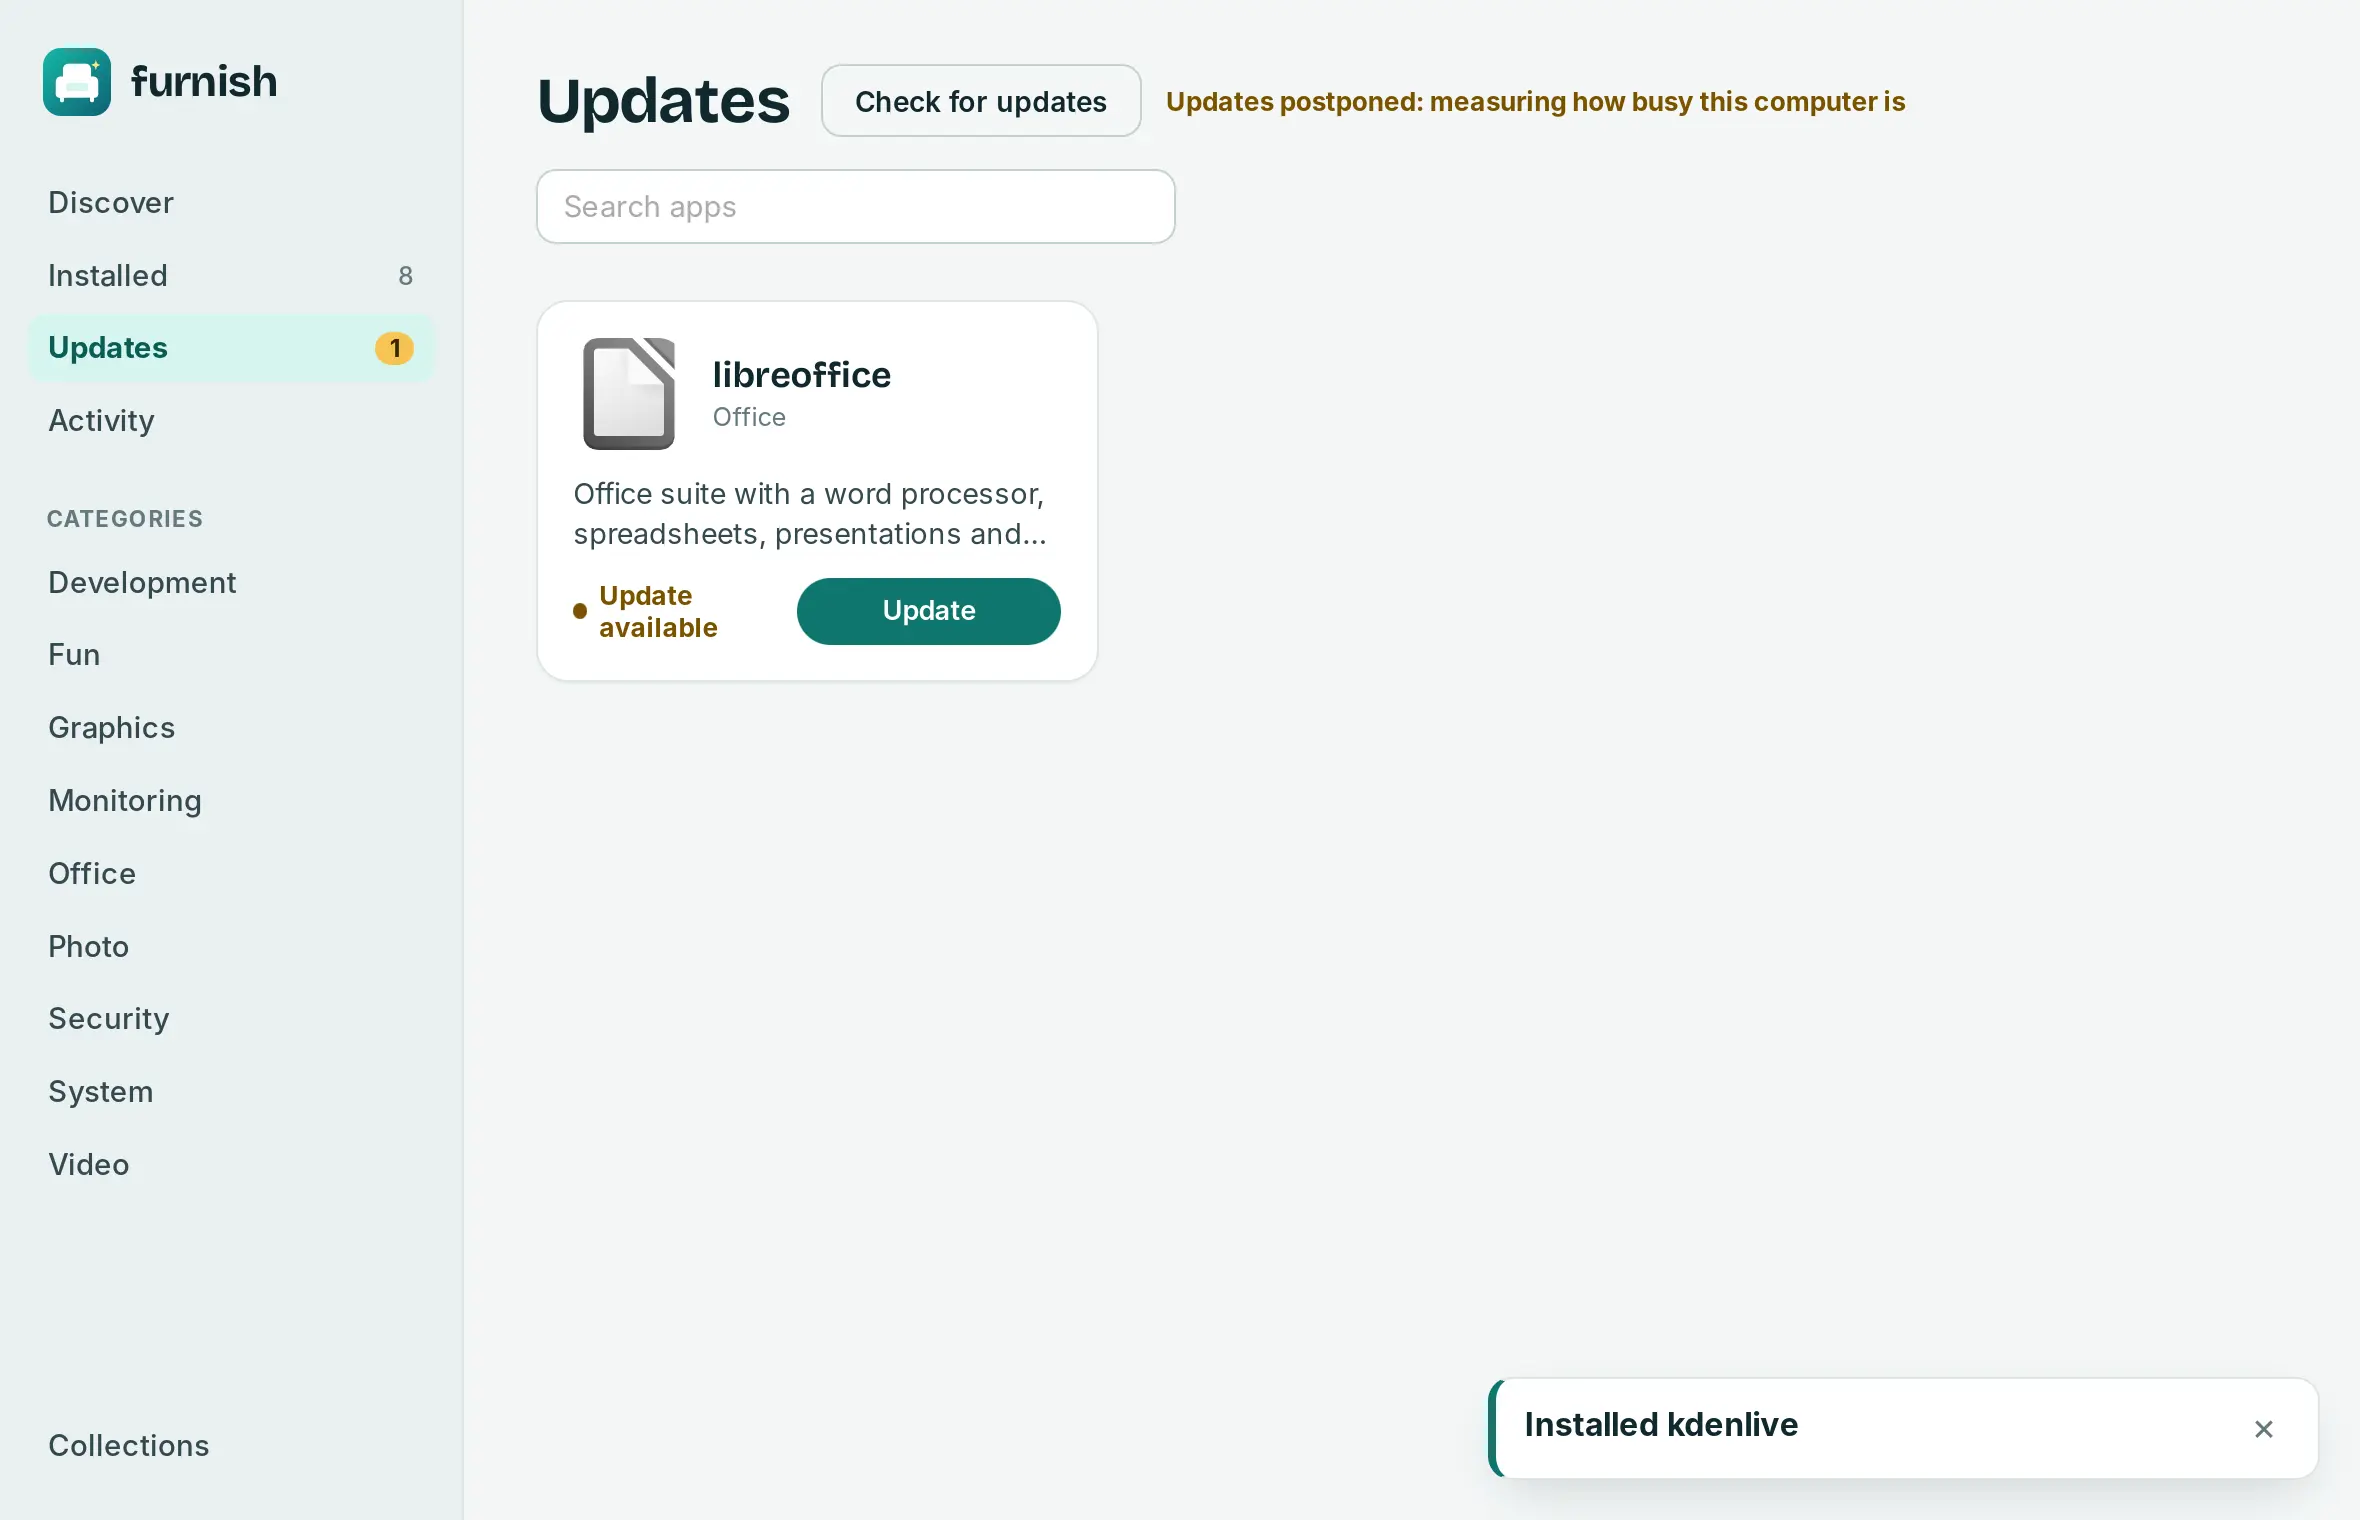 furnish
Discover
Installed 8
Updates 1
Activity
CATEGORIES
Development
Fun
Graphics
Monitoring
Office
Photo
Security
System
Video
Collections
Updates
Check for updates
Updates postponed: measuring how busy this computer is
Search apps
libreoffice
Office
Office suite with a word processor,
spreadsheets, presentations and…
Update
available
Update
Installed kdenlive